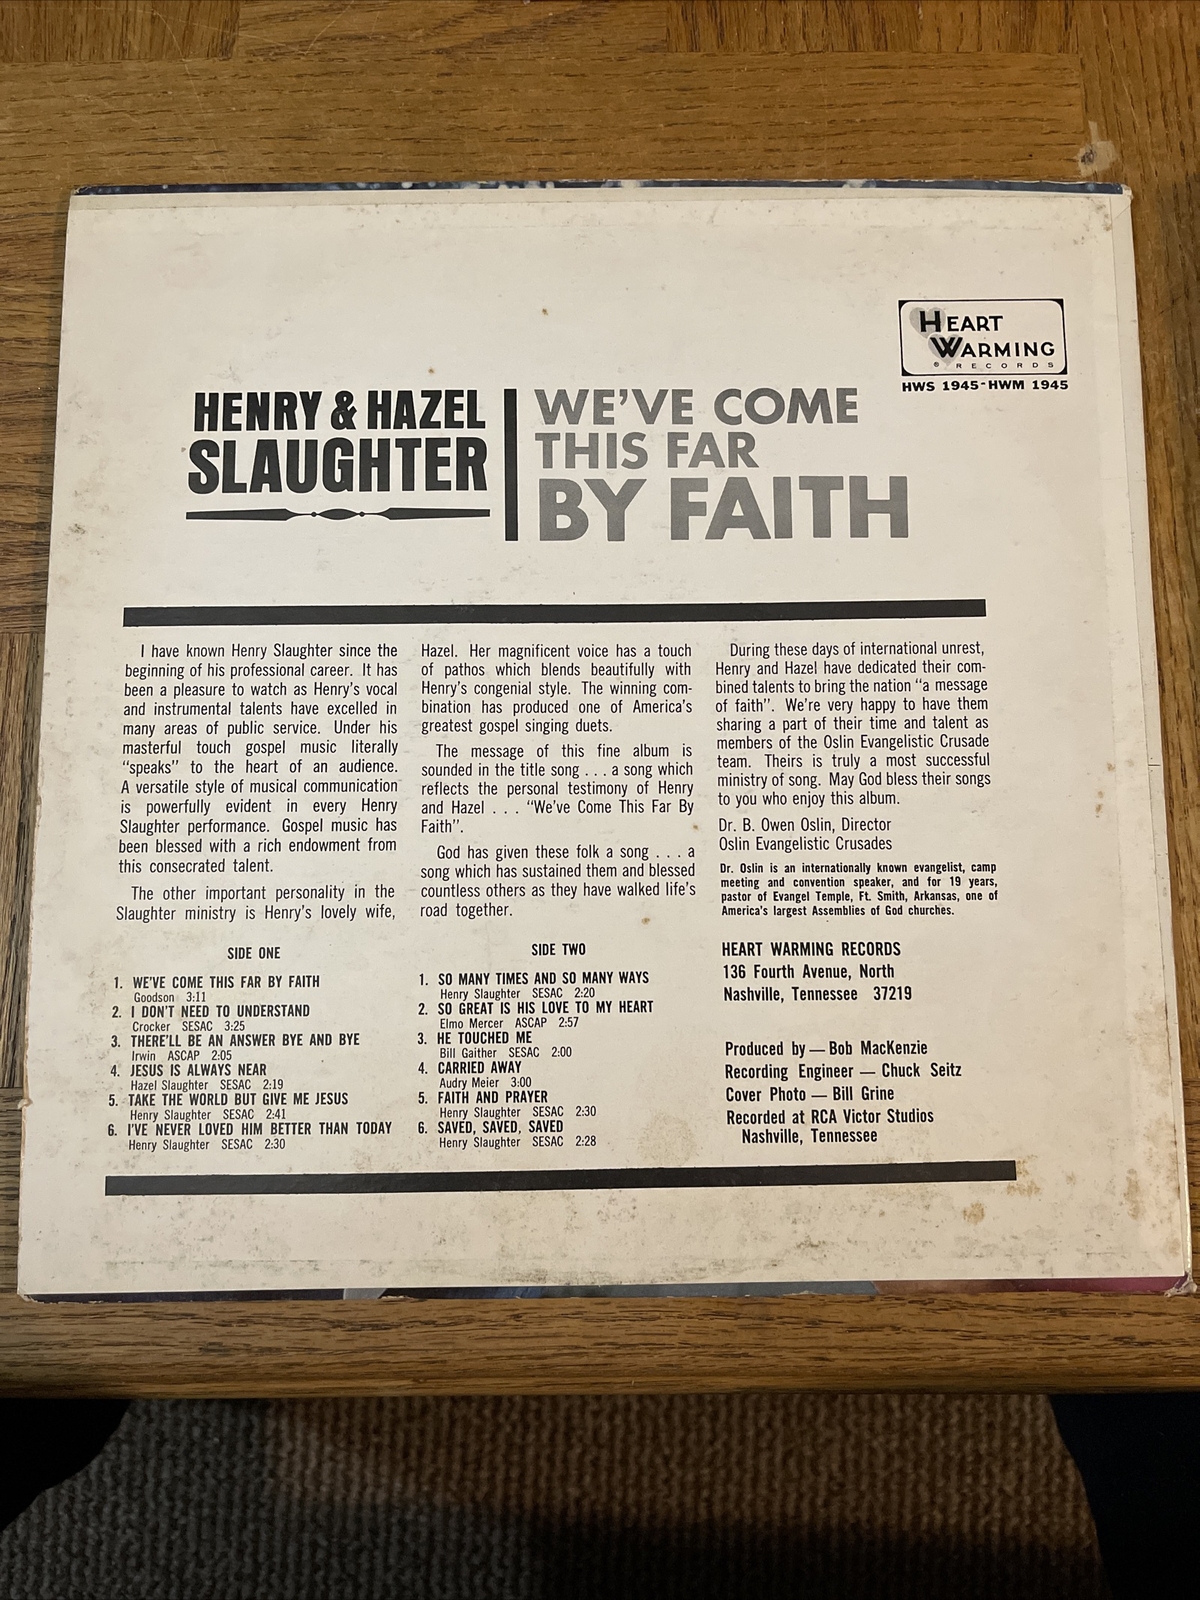 HEART
WARMING
® RECORDS
HWS 1945-HWM 1945
HENRY & HAZEL
SLAUGHTER
WE'VE COME
THIS FAR
BY FAITH
I have known Henry Slaughter since the
beginning of his professional career. It has
been a pleasure to watch as Henry's vocal
and instrumental talents have excelled in
many areas of public service. Under his
masterful touch gospel music literally
"speaks" to the heart of an audience.
A versatile style of musical communication
is powerfully evident in every Henry
Slaughter performance. Gospel music has
been blessed with a rich endowment from
this consecrated talent.
The other important personality in the
Slaughter ministry is Henry's lovely wife,
Hazel. Her magnificent voice has a touch
of pathos which blends beautifully with
Henry's congenial style. The winning com-
bination has produced one of America's
greatest gospel singing duets.
The message of this fine album is
sounded in the title song . . . a song which
reflects the personal testimony of Henry
and Hazel . . . "We've Come This Far By
Faith".
God has given these folk a song . . . a
song which has sustained them and blessed
countless others as they have walked life's
road together.
During these days of international unrest,
Henry and Hazel have dedicated their com-
bined talents to bring the nation "a message
of faith". We're very happy to have them
sharing a part of their time and talent as
members of the Oslin Evangelistic Crusade
team. Theirs is truly a most successful
ministry of song. May God bless their songs
to you who enjoy this album.
Dr. B. Owen Oslin, Director
Oslin Evangelistic Crusades
Dr. Oslin is an internationally known evangelist, camp
meeting and convention speaker, and for 19 years,
pastor of Evangel Temple, Ft. Smith, Arkansas, one of
America's largest Assemblies of God churches.
SIDE ONE
1. WE'VE COME THIS FAR BY FAITH
Goodson 3:11
2. I DON'T NEED TO UNDERSTAND
Crocker SESAC 3:25
3. THERE'LL BE AN ANSWER BYE AND BYE
Irwin ASCAP 2:05
4. JESUS IS ALWAYS NEAR
Hazel Slaughter SESAC 2:19
5. TAKE THE WORLD BUT GIVE ME JESUS
Henry Slaughter SESAC 2:41
6. I'VE NEVER LOVED HIM BETTER THAN TODAY
Henry Slaughter SESAC 2:30
SIDE TWO
1. SO MANY TIMES AND SO MANY WAYS
Henry Slaughter SESAC 2:20
2. SO GREAT IS HIS LOVE TO MY HEART
Elmo Mercer ASCAP 2:57
3. HE TOUCHED ME
Bill Gaither SESAC 2:00
4. CARRIED AWAY
Audry Meier 3:00
5. FAITH AND PRAYER
Henry Slaughter SESAC 2:30
6. SAVED, SAVED, SAVED
Henry Slaughter SESAC 2:28
HEART WARMING RECORDS
136 Fourth Avenue, North
Nashville, Tennessee 37219
Produced by — Bob MacKenzie
Recording Engineer — Chuck Seitz
Cover Photo — Bill Grine
Recorded at RCA Victor Studios
Nashville, Tennessee